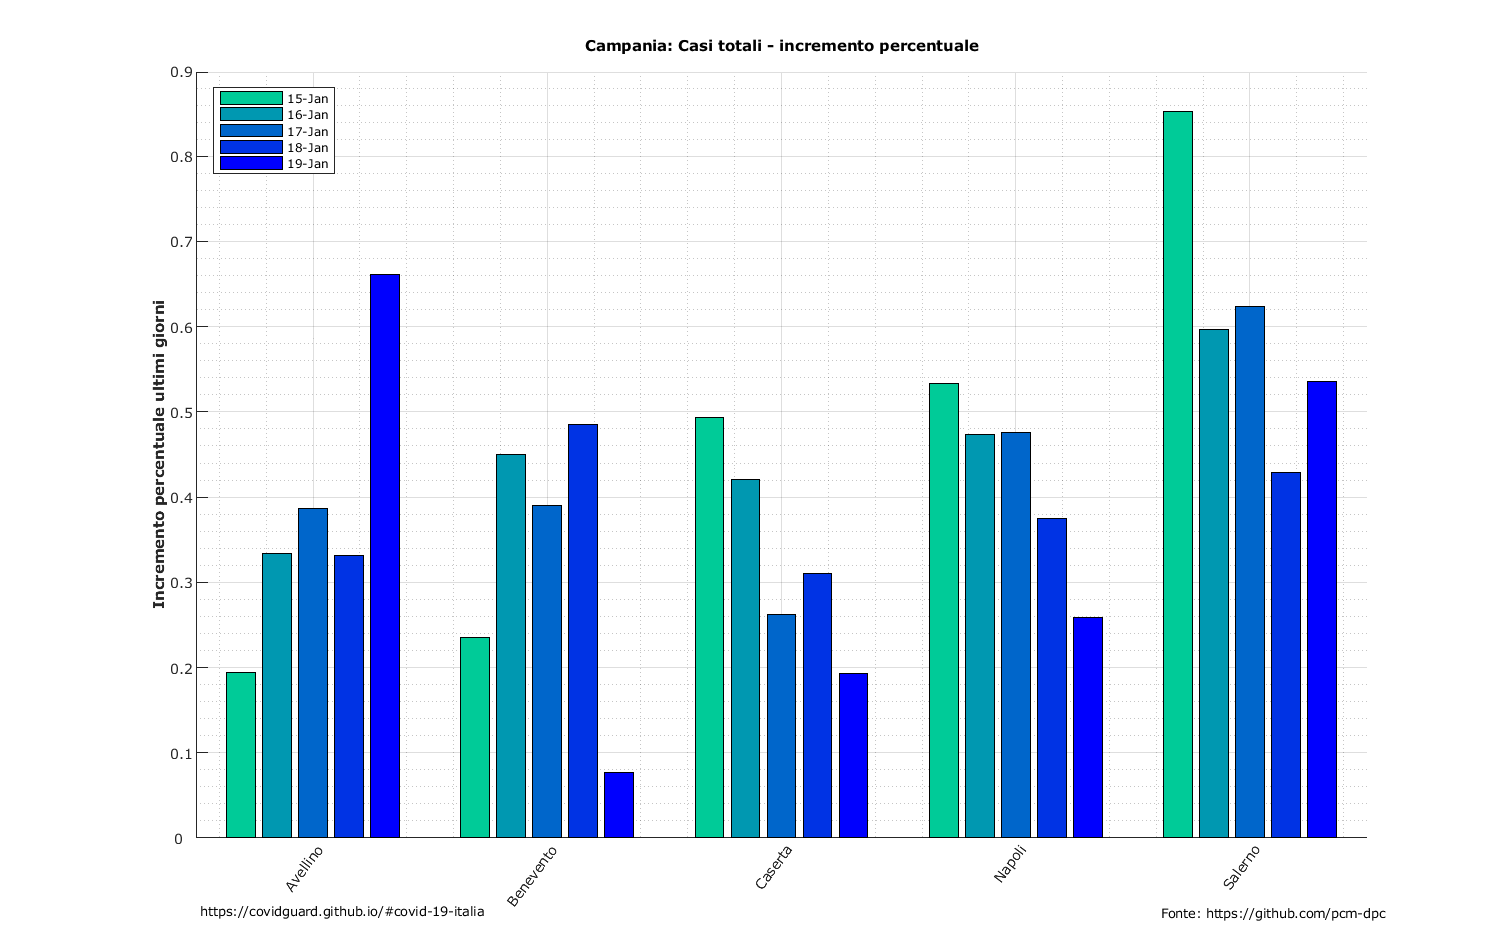 Campania: Casi totali - incremento percentuale
Incremento percentuale ultimi giorni
0.9
0.8
0.7
0.6
0.5
0.4
0.3
0.2
0.1
0
15-Jan
16-Jan
17-Jan
18-Jan
19-Jan
Avellino
Benevento
Caserta
Napoli
Salerno
https://covidguard.github.io/#covid-19-italia
Fonte: https://github.com/pcm-dpc